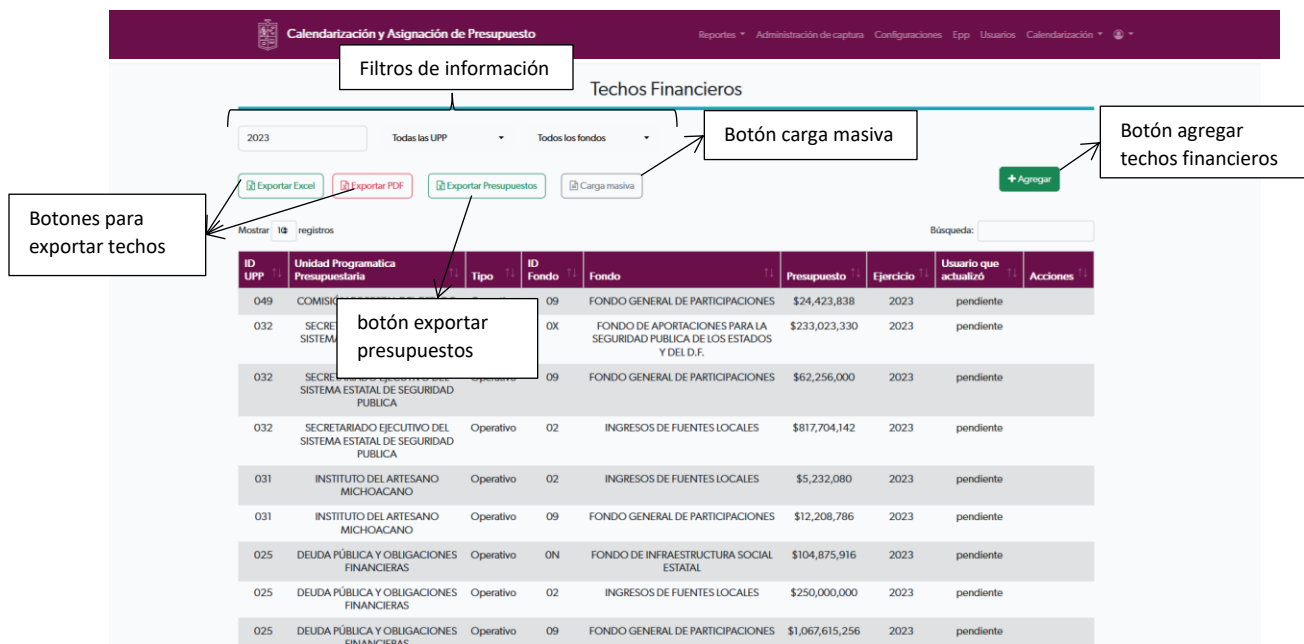 Calendarización y Asignación de Presupuesto
Reportes Administración de captura Configuraciones Epp Usuarios Calendarización
Filtros de información
Techos Financieros
Botón carga masiva
Botón agregar
techos financieros
2023 Todas las UPP Todos los fondos
Exportar Excel Exportar PDF Exportar Presupuestos Carga masiva
+ Agregar
Botones para
exportar techos
Mostrar 10 registros
Búsqueda:
ID UPP Unidad Programatica Presupuestaria Tipo ID Fondo Fondo Presupuesto Ejercicio Usuario que actualizó Acciones
049 09 FONDO GENERAL DE PARTICIPACIONES $24,423,838 2023 pendiente
botón exportar
presupuestos
032 0X FONDO DE APORTACIONES PARA LA $233,023,330 2023 pendiente
SEGURIDAD PUBLICA DE LOS ESTADOS
Y DEL D.F.
032 SECRETARIADO EJECUTIVO DEL Operativo 09 FONDO GENERAL DE PARTICIPACIONES $62,256,000 2023 pendiente
SISTEMA ESTATAL DE SEGURIDAD
PUBLICA
032 SECRETARIADO EJECUTIVO DEL Operativo 02 INGRESOS DE FUENTES LOCALES $817,704,142 2023 pendiente
SISTEMA ESTATAL DE SEGURIDAD
PUBLICA
031 INSTITUTO DEL ARTESANO Operativo 02 INGRESOS DE FUENTES LOCALES $5,232,080 2023 pendiente
MICHOACANO
031 INSTITUTO DEL ARTESANO Operativo 09 FONDO GENERAL DE PARTICIPACIONES $12,208,786 2023 pendiente
MICHOACANO
025 DEUDA PÚBLICA Y OBLIGACIONES Operativo 0N FONDO DE INFRAESTRUCTURA SOCIAL $104,875,916 2023 pendiente
FINANCIERAS ESTATAL
025 DEUDA PÚBLICA Y OBLIGACIONES Operativo 02 INGRESOS DE FUENTES LOCALES $250,000,000 2023 pendiente
FINANCIERAS
025 DEUDA PÚBLICA Y OBLIGACIONES Operativo 09 FONDO GENERAL DE PARTICIPACIONES $1,067,615,256 2023 pendiente
FINANCIERAS